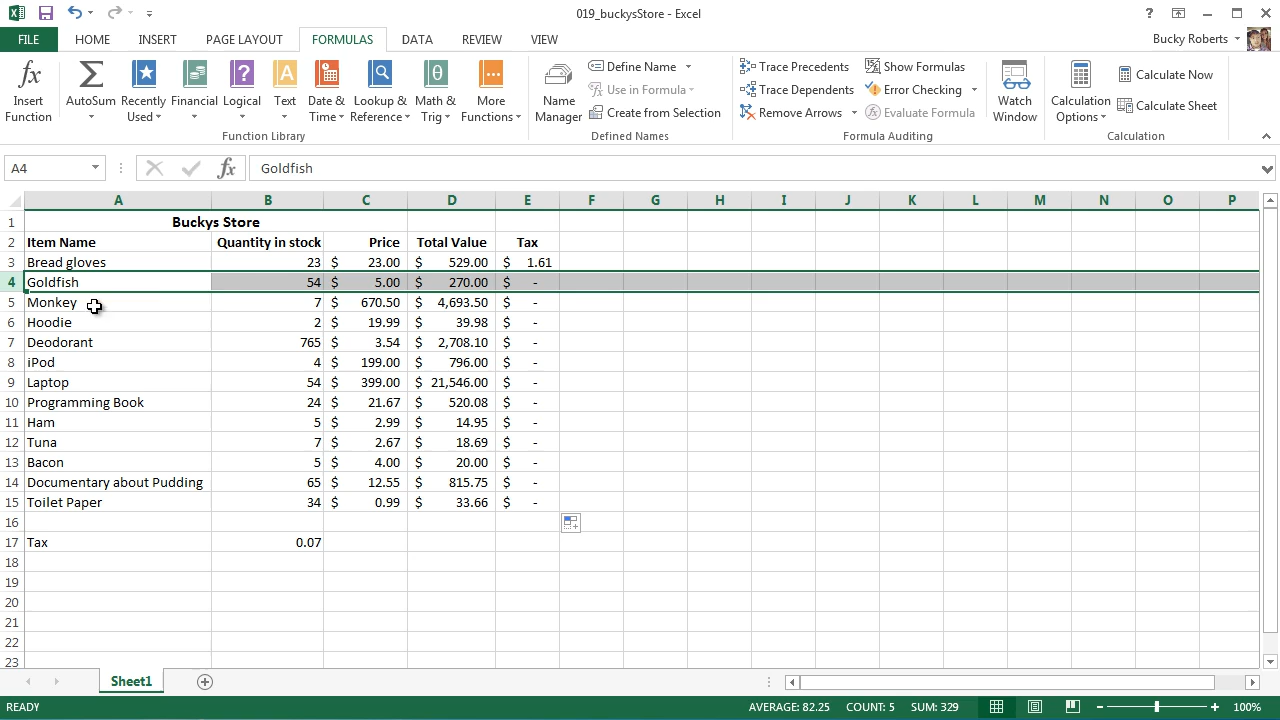 019_buckysStore - Excel
FILE HOME INSERT PAGE LAYOUT FORMULAS DATA REVIEW VIEW Bucky Roberts
Insert Function
AutoSum
Recently Used
Financial
Logical
Text
Date & Time
Lookup & Reference
Math & Trig
More Functions
Function Library
Name Manager
Define Name
Use in Formula
Create from Selection
Defined Names
Trace Precedents
Trace Dependents
Remove Arrows
Show Formulas
Error Checking
Evaluate Formula
Formula Auditing
Watch Window
Calculation Options
Calculate Now
Calculate Sheet
Calculation
A4 fx Goldfish
A B C D E F G H I J K L M N O P
1 Buckys Store
2 Item Name Quantity in stock Price Total Value Tax
3 Bread gloves 23 $ 23.00 $ 529.00 $ 1.61
4 Goldfish 54 $ 5.00 $ 270.00 $ -
5 Monkey 7 $ 670.50 $ 4,693.50 $ -
6 Hoodie 2 $ 19.99 $ 39.98 $ -
7 Deodorant 765 $ 3.54 $ 2,708.10 $ -
8 iPod 4 $ 199.00 $ 796.00 $ -
9 Laptop 54 $ 399.00 $ 21,546.00 $ -
10 Programming Book 24 $ 21.67 $ 520.08 $ -
11 Ham 5 $ 2.99 $ 14.95 $ -
12 Tuna 7 $ 2.67 $ 18.69 $ -
13 Bacon 5 $ 4.00 $ 20.00 $ -
14 Documentary about Pudding 65 $ 12.55 $ 815.75 $ -
15 Toilet Paper 34 $ 0.99 $ 33.66 $ -
16
17 Tax 0.07
18
19
20
21
22
23
Sheet1
READY AVERAGE: 82.25 COUNT: 5 SUM: 329 100%